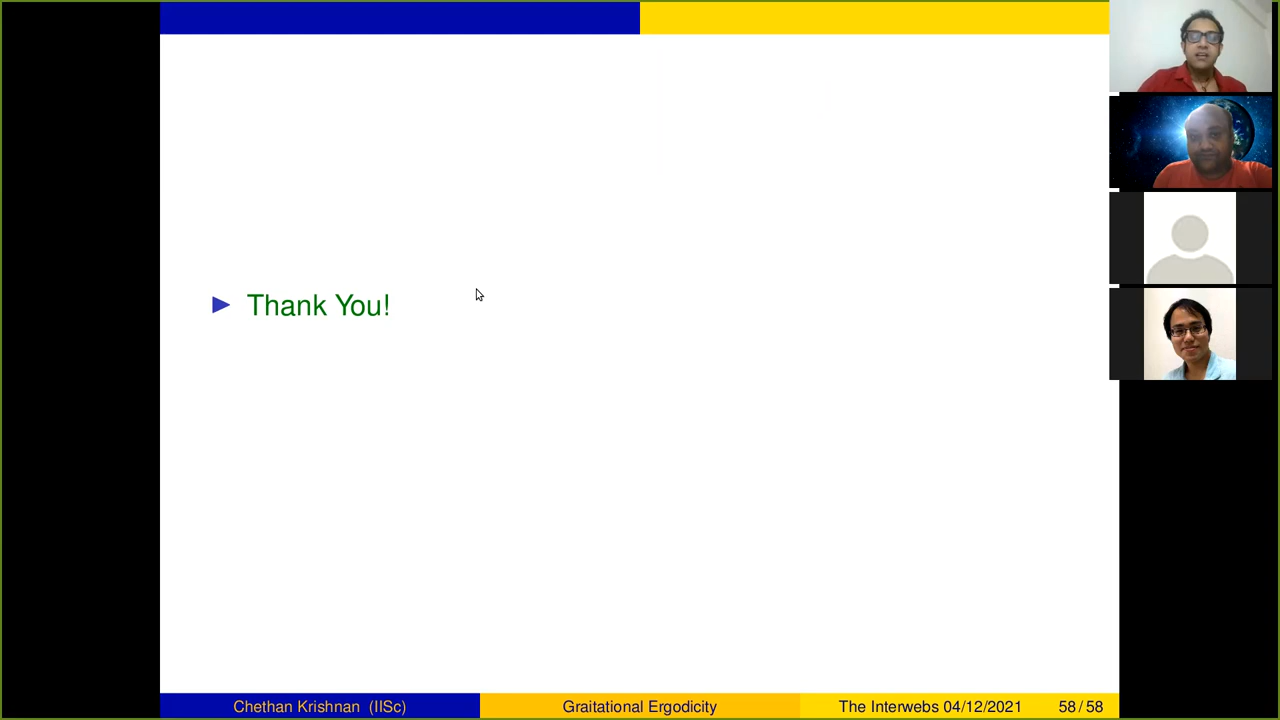 Thank You!
Chethan Krishnan (IISc)
Graitational Ergodicity
The Interwebs 04/12/2021
58 / 58